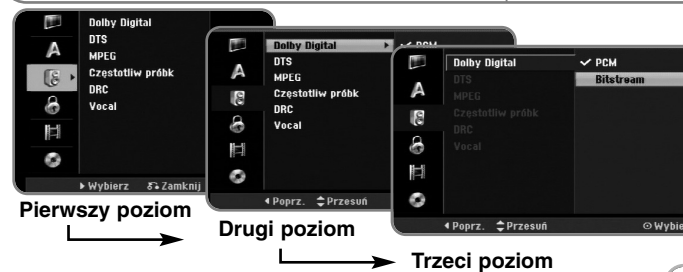 Dolby Digital
DTS
MPEG
Częstotliw próbk
DRC
Vocal
Wybierz Zamknij
Pierwszy poziom
Dolby Digital
DTS
MPEG
Częstotliw próbk
DRC
Vocal
PCM
Poprz. Przesuń
Drugi poziom
Dolby Digital
DTS
MPEG
Częstotliw próbk
DRC
Vocal
PCM
Bitstream
Poprz. Przesuń
Trzeci poziom